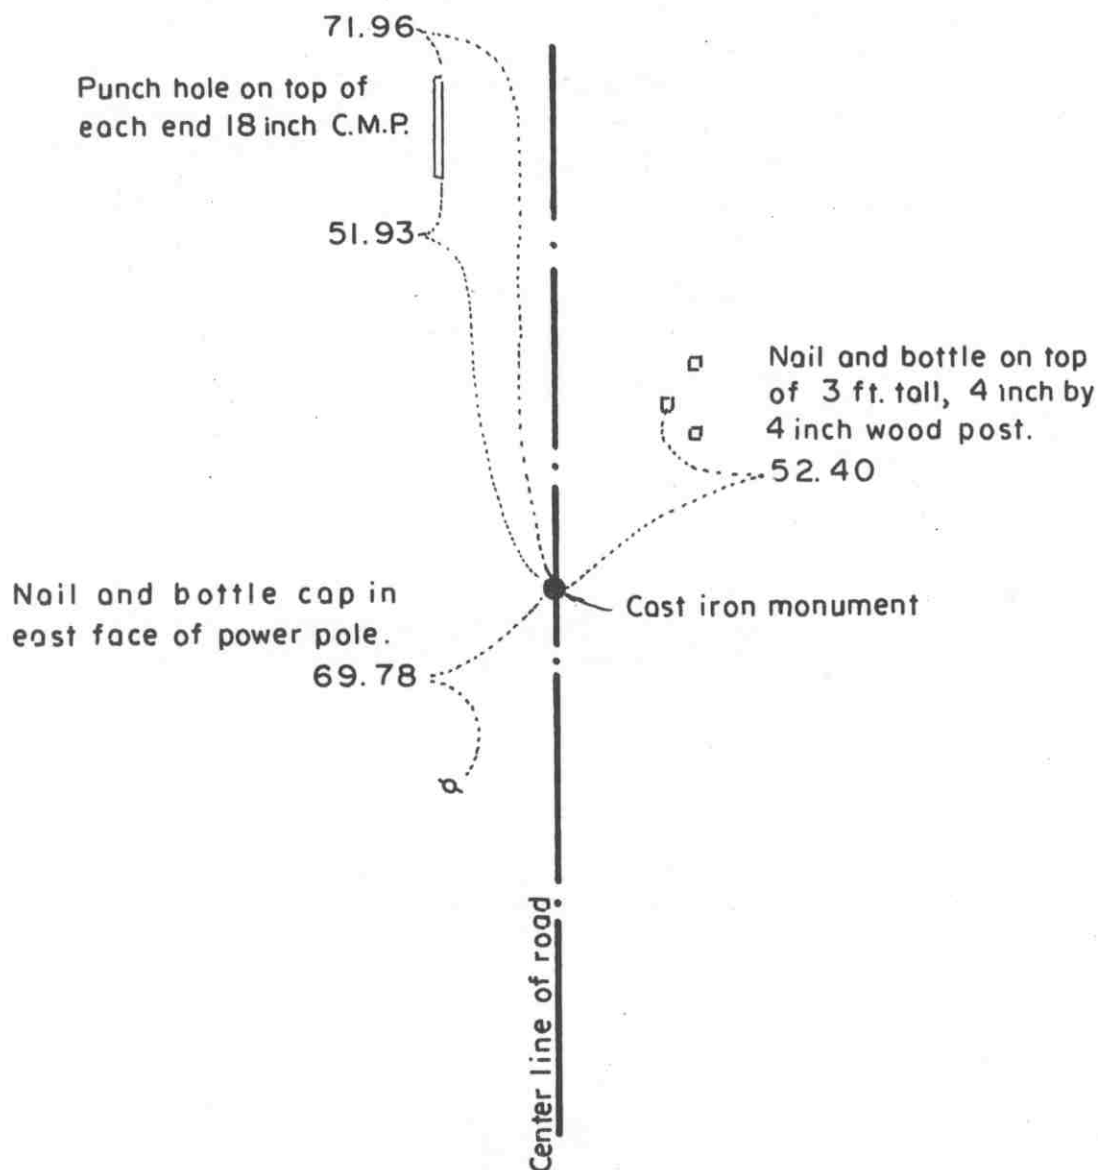 71.96
Punch hole on top of
each end 18 inch C.M.P.
51.93
Nail and bottle on top
of 3 ft. tall, 4 inch by
4 inch wood post.
52.40
Nail and bottle cap in
east face of power pole.
69.78
Cast iron monument
Center line of road